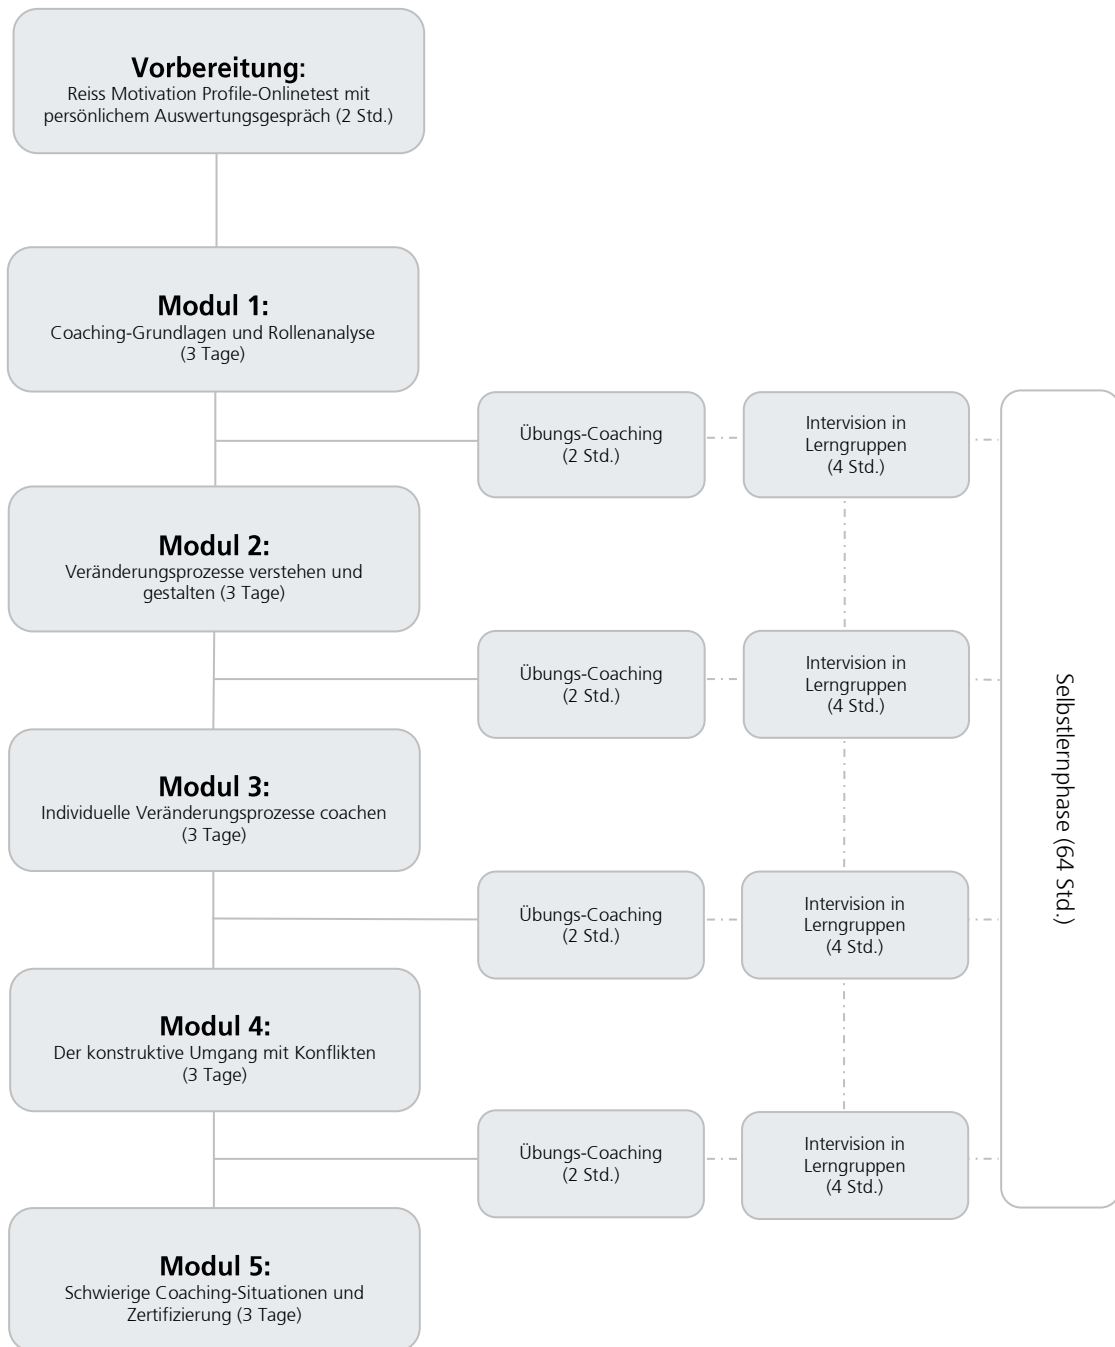 Vorbereitung:
Reiss Motivation Profile-Onlinetest mit
persönlichem Auswertungsgespräch (2 Std.)
Modul 1:
Coaching-Grundlagen und Rollenanalyse
(3 Tage)
Übungs-Coaching
(2 Std.)
Intervision in
Lerngruppen
(4 Std.)
Modul 2:
Veränderungsprozesse verstehen und
gestalten (3 Tage)
Übungs-Coaching
(2 Std.)
Intervision in
Lerngruppen
(4 Std.)
Modul 3:
Individuelle Veränderungsprozesse coachen
(3 Tage)
Übungs-Coaching
(2 Std.)
Intervision in
Lerngruppen
(4 Std.)
Modul 4:
Der konstruktive Umgang mit Konflikten
(3 Tage)
Übungs-Coaching
(2 Std.)
Intervision in
Lerngruppen
(4 Std.)
Modul 5:
Schwierige Coaching-Situationen und
Zertifizierung (3 Tage)
Selbstlernphase (64 Std.)